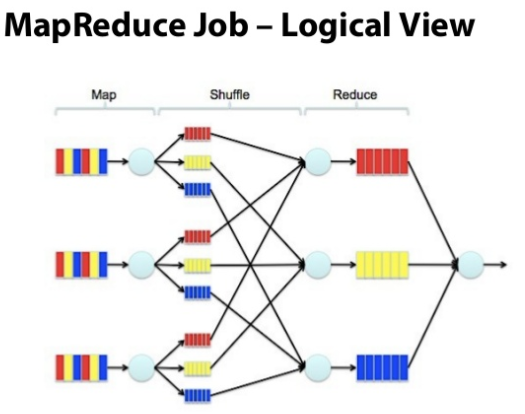 MapReduce Job – Logical View
Map
Shuffle
Reduce